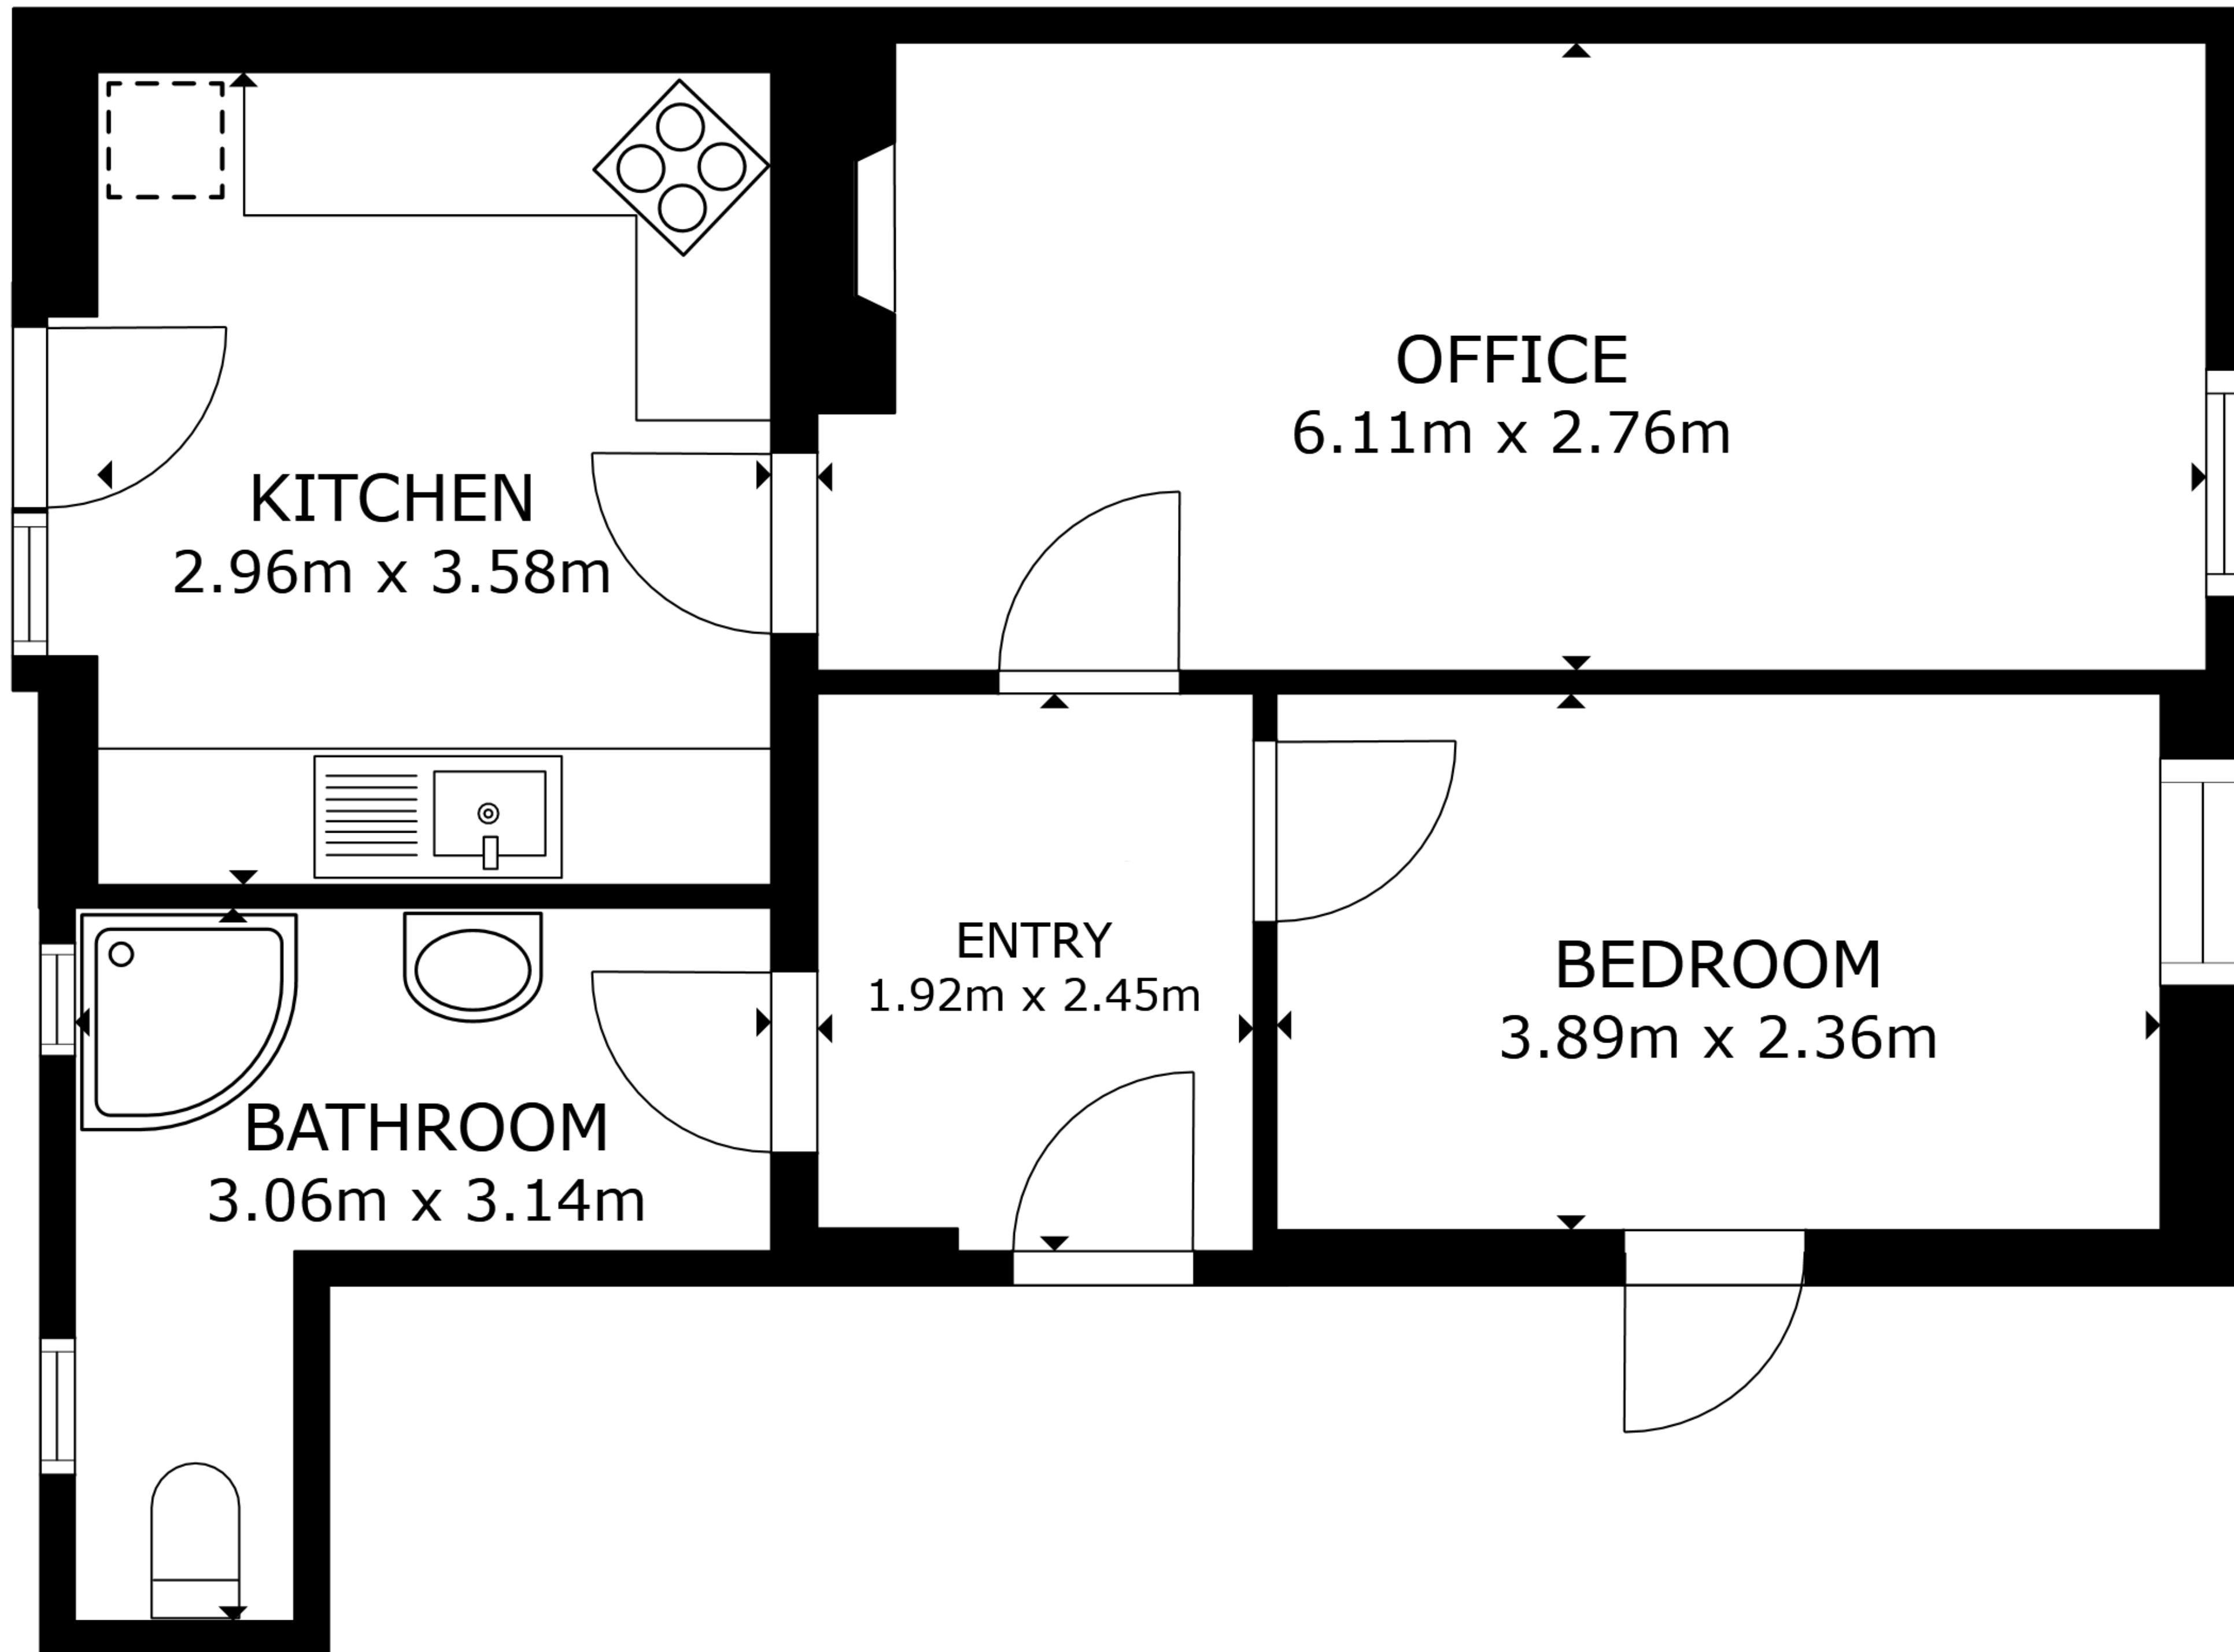 OFFICE
6.11m x 2.76m
KITCHEN
2.96m x 3.58m
ENTRY
1.92m x 2.45m
BEDROOM
3.89m x 2.36m
BATHROOM
3.06m x 3.14m